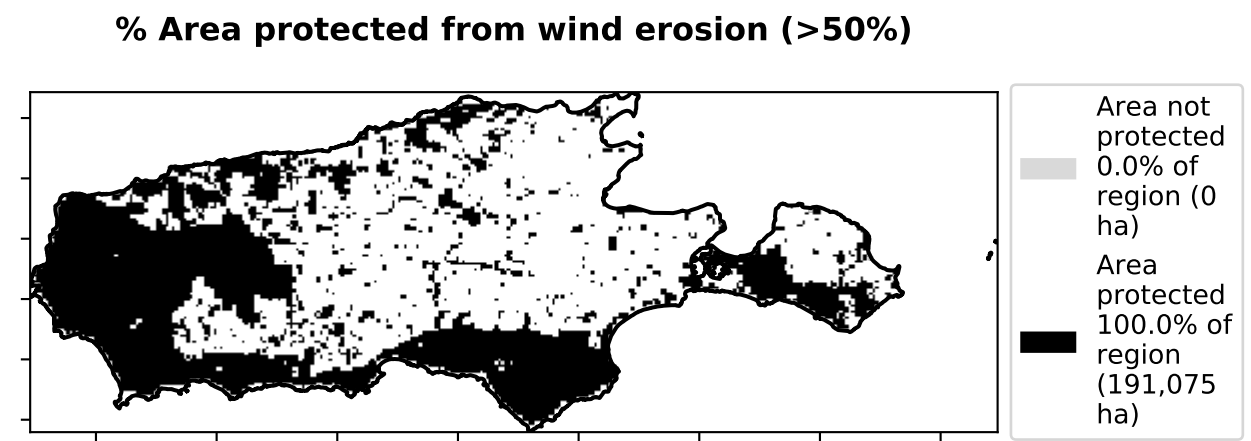 % Area protected from wind erosion (>50%)
Area not
protected
0.0% of
region (0
ha)
Area
protected
100.0% of
region
(191,075
ha)